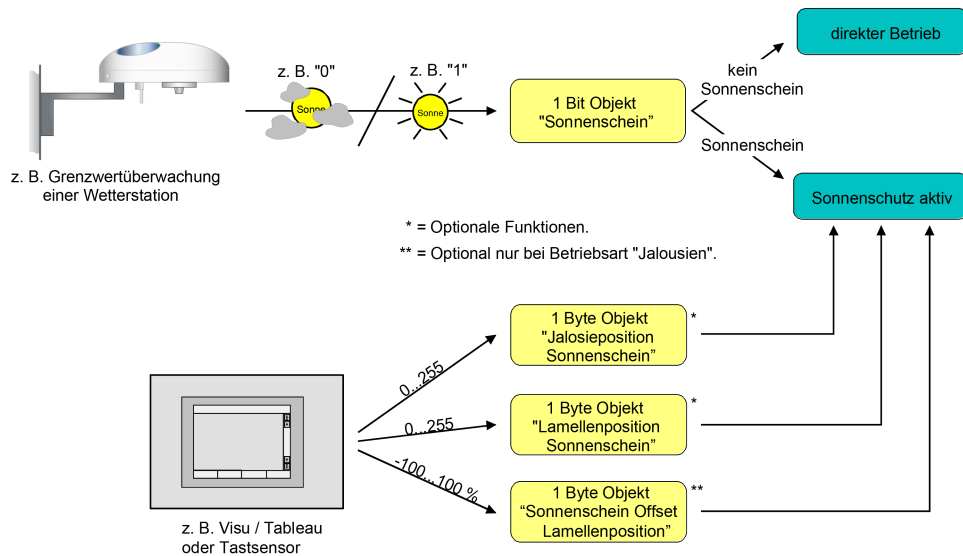 z. B. "0"
z. B. "1"
Sonne
Sonne
1 Bit Objekt
"Sonnenschein”
direkter Betrieb
kein
Sonnenschein
Sonnenschein
Sonnenschutz aktiv
z. B. Grenzwertüberwachung
einer Wetterstation
* = Optionale Funktionen.
** = Optional nur bei Betriebsart "Jalousien".
0...255
1 Byte Objekt
"Jalosieposition
Sonnenschein”
*
0...255
1 Byte Objekt
"Lamellenposition
Sonnenschein”
*
-100...100 %
1 Byte Objekt
“Sonnenschein Offset
Lamellenposition”
**
z. B. Visu / Tableau
oder Tastsensor